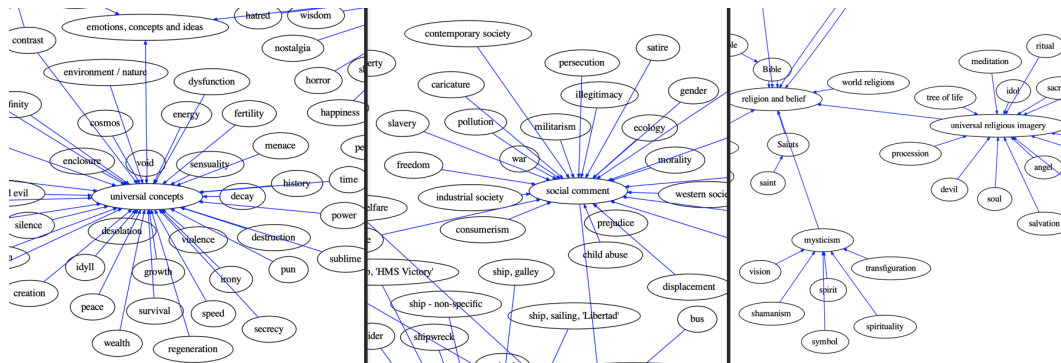 hatred
wisdom
emotions, concepts and ideas
contrast
nostalgia
environment / nature
dysfunction
horror
energy
fertility
happiness
cosmos
menace
enclosure
void
sensuality
history
time
universal concepts
decay
power
silence
desolation
violence
destruction
sublime
idyll
growth
irony
pun
creation
peace
survival
speed
secrecy
wealth
regeneration
contemporary society
satire
persecution
caricature
illegitimacy
gender
slavery
pollution
militarism
ecology
freedom
war
morality
social comment
industrial society
consumerism
prejudice
child abuse
'HMS Victory'
ship, galley
displacement
ship - non-specific
ship, sailing, 'Libertad'
bus
shipwreck
ritual
meditation
Bible
world religions
religion and belief
tree of life
idol
universal religious imagery
Saints
procession
angel
saint
devil
soul
salvation
mysticism
vision
transfiguration
spirit
shamanism
spirituality
symbol